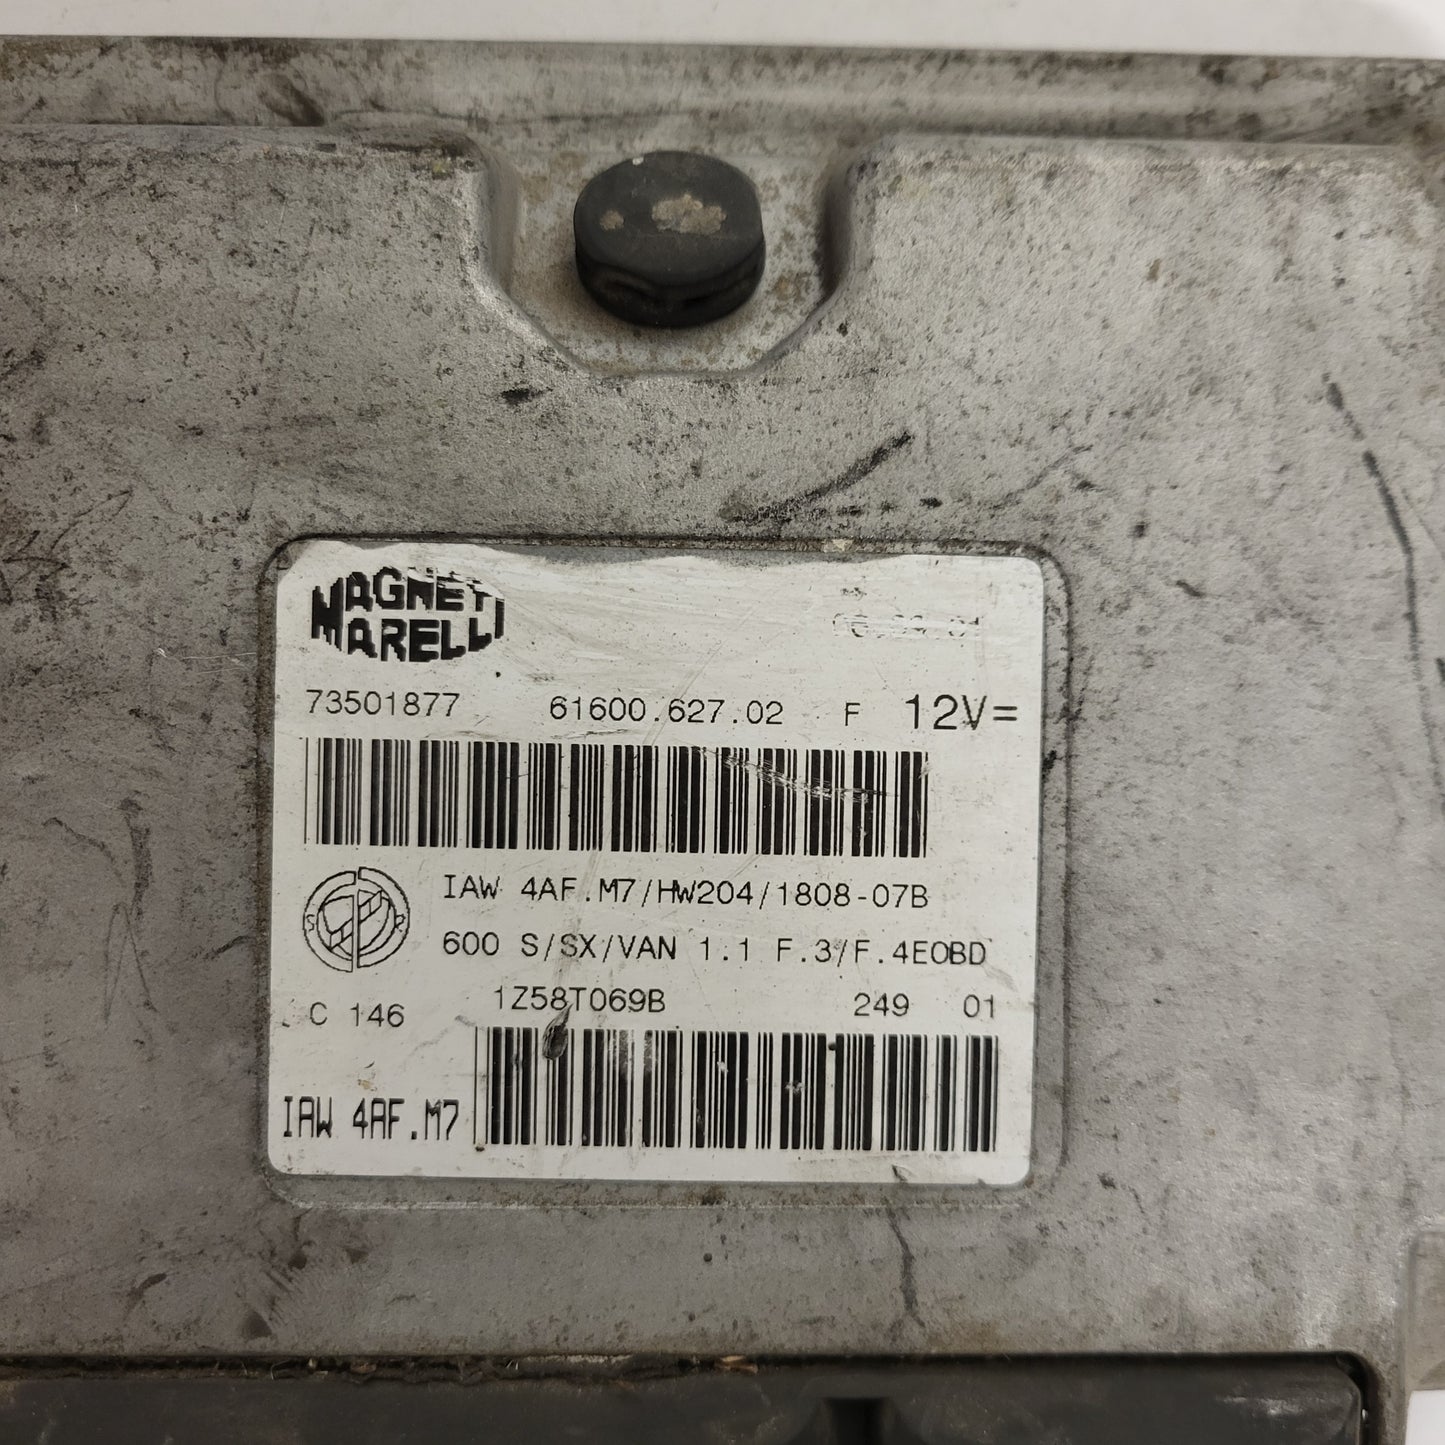 MAGNETI
MARELLI
73501877 61600.627.02 F 12V=
IAW 4AF.M7/HW204/1808-07B
600 S/SX/VAN 1.1 F.3/F.4EOBD
S R
C 146 1Z58T069B 249 01
IAW 4AF.M7